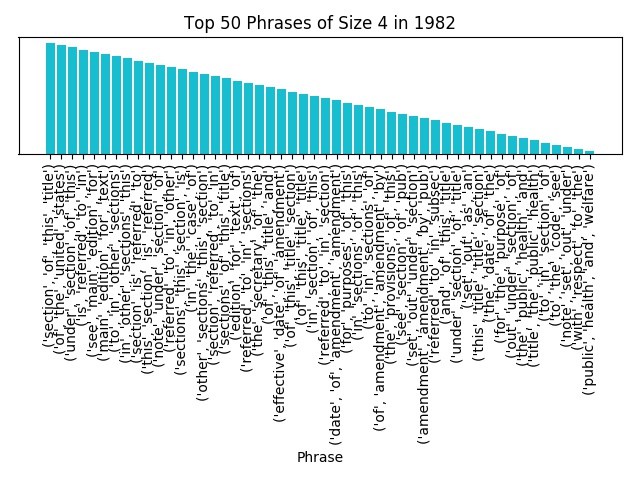 Top 50 Phrases of Size 4 in 1982
('section', 'of', 'this', 'title')
('of', 'the', 'united', 'states')
('under', 'section', 'of', 'this')
('is', 'referred', 'to', 'in')
('see', 'main', 'edition', 'for')
('main', 'edition', 'for', 'text')
('to', 'in', 'other', 'sections')
('in', 'other', 'sections', 'this')
('section', 'is', 'referred', 'to')
('this', 'section', 'is', 'referred')
('note', 'under', 'section', 'of')
('referred', 'to', 'in', 'other')
('sections', 'this', 'section', 'is')
('in', 'the', 'case', 'of')
('other', 'sections', 'this', 'section')
('section', 'referred', 'to', 'in')
('sections', 'of', 'this', 'title')
('edition', 'for', 'text', 'of')
('referred', 'to', 'in', 'sections')
('the', 'secretary', 'of', 'the')
('of', 'this', 'title', 'and')
('effective', 'date', 'of', 'amendment')
('of', 'this', 'title', 'section')
('of', 'this', 'title', 'title')
('in', 'section', 'of', 'this')
('referred', 'to', 'in', 'section')
('date', 'of', 'amendment', 'amendment')
('for', 'purposes', 'of', 'this')
('in', 'sections', 'of', 'this')
('to', 'in', 'sections', 'of')
('of', 'amendment', 'amendment', 'by')
('the', 'provisions', 'of', 'this')
('see', 'section', 'of', 'pub')
('set', 'out', 'under', 'section')
('amendment', 'amendment', 'by', 'pub')
('referred', 'to', 'in', 'subsec')
('and', 'of', 'this', 'title')
('under', 'section', 'of', 'title')
('set', 'out', 'as', 'an')
('this', 'title', 'title', 'section')
('the', 'date', 'of', 'the')
('for', 'the', 'purpose', 'of')
('out', 'under', 'section', 'of')
('the', 'public', 'health', 'and')
('title', 'the', 'public', 'health')
('to', 'in', 'section', 'of')
('to', 'the', 'code', 'see')
('note', 'set', 'out', 'under')
('with', 'respect', 'to', 'the')
('public', 'health', 'and', 'welfare')
Phrase